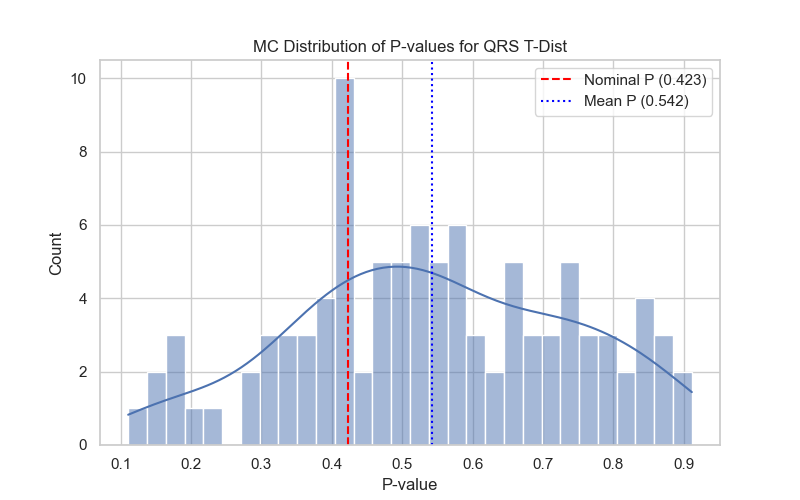 MC Distribution of P-values for QRS T-Dist
Nominal P (0.423)
Mean P (0.542)
Count
10
8
6
4
2
0
0.1 0.2 0.3 0.4 0.5 0.6 0.7 0.8 0.9
P-value